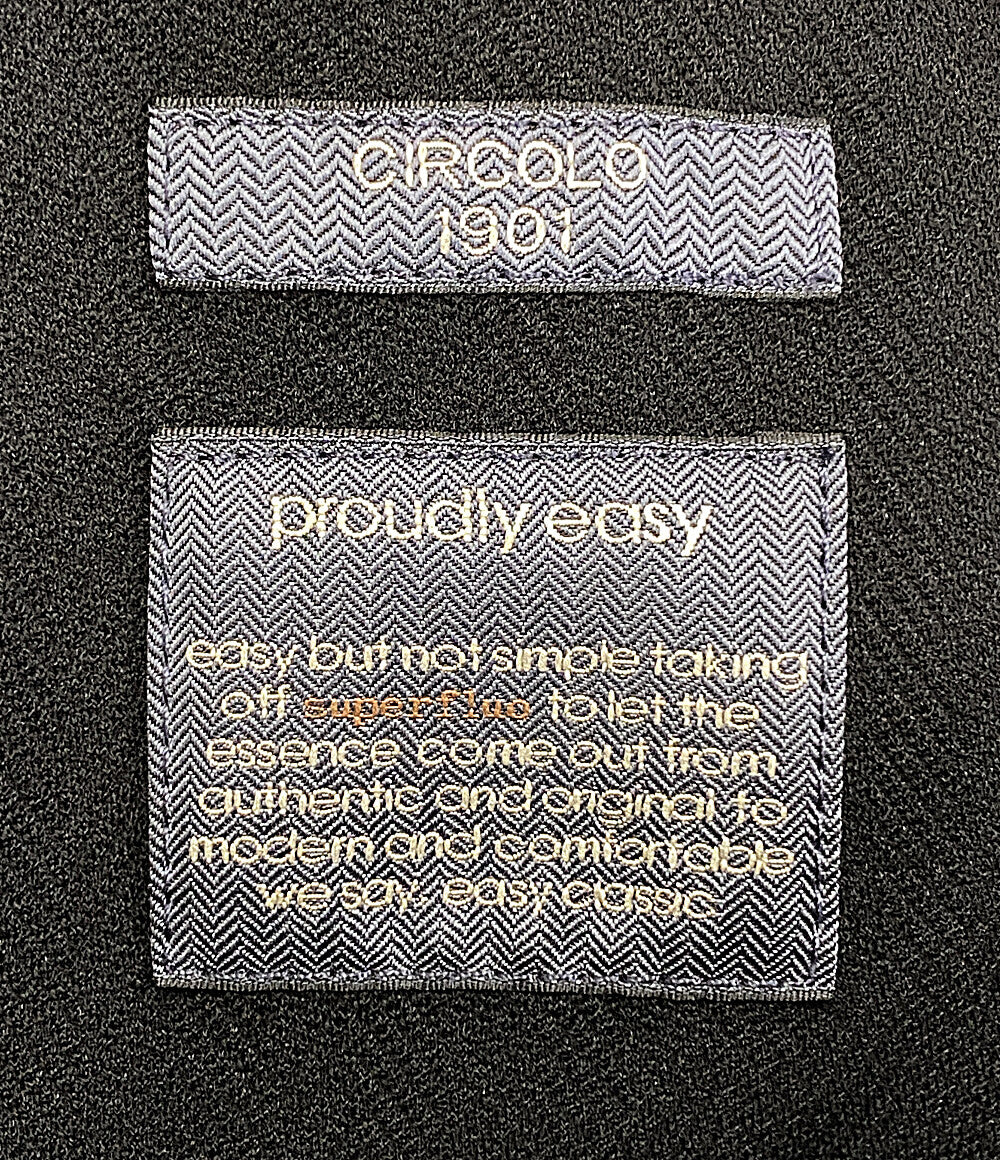 CIRCOLO
1901
proudly easy
easy but not simple taking
off superfluo to let the
essence come out from
authentic and original to
modern and comfortable
we say: easy classic